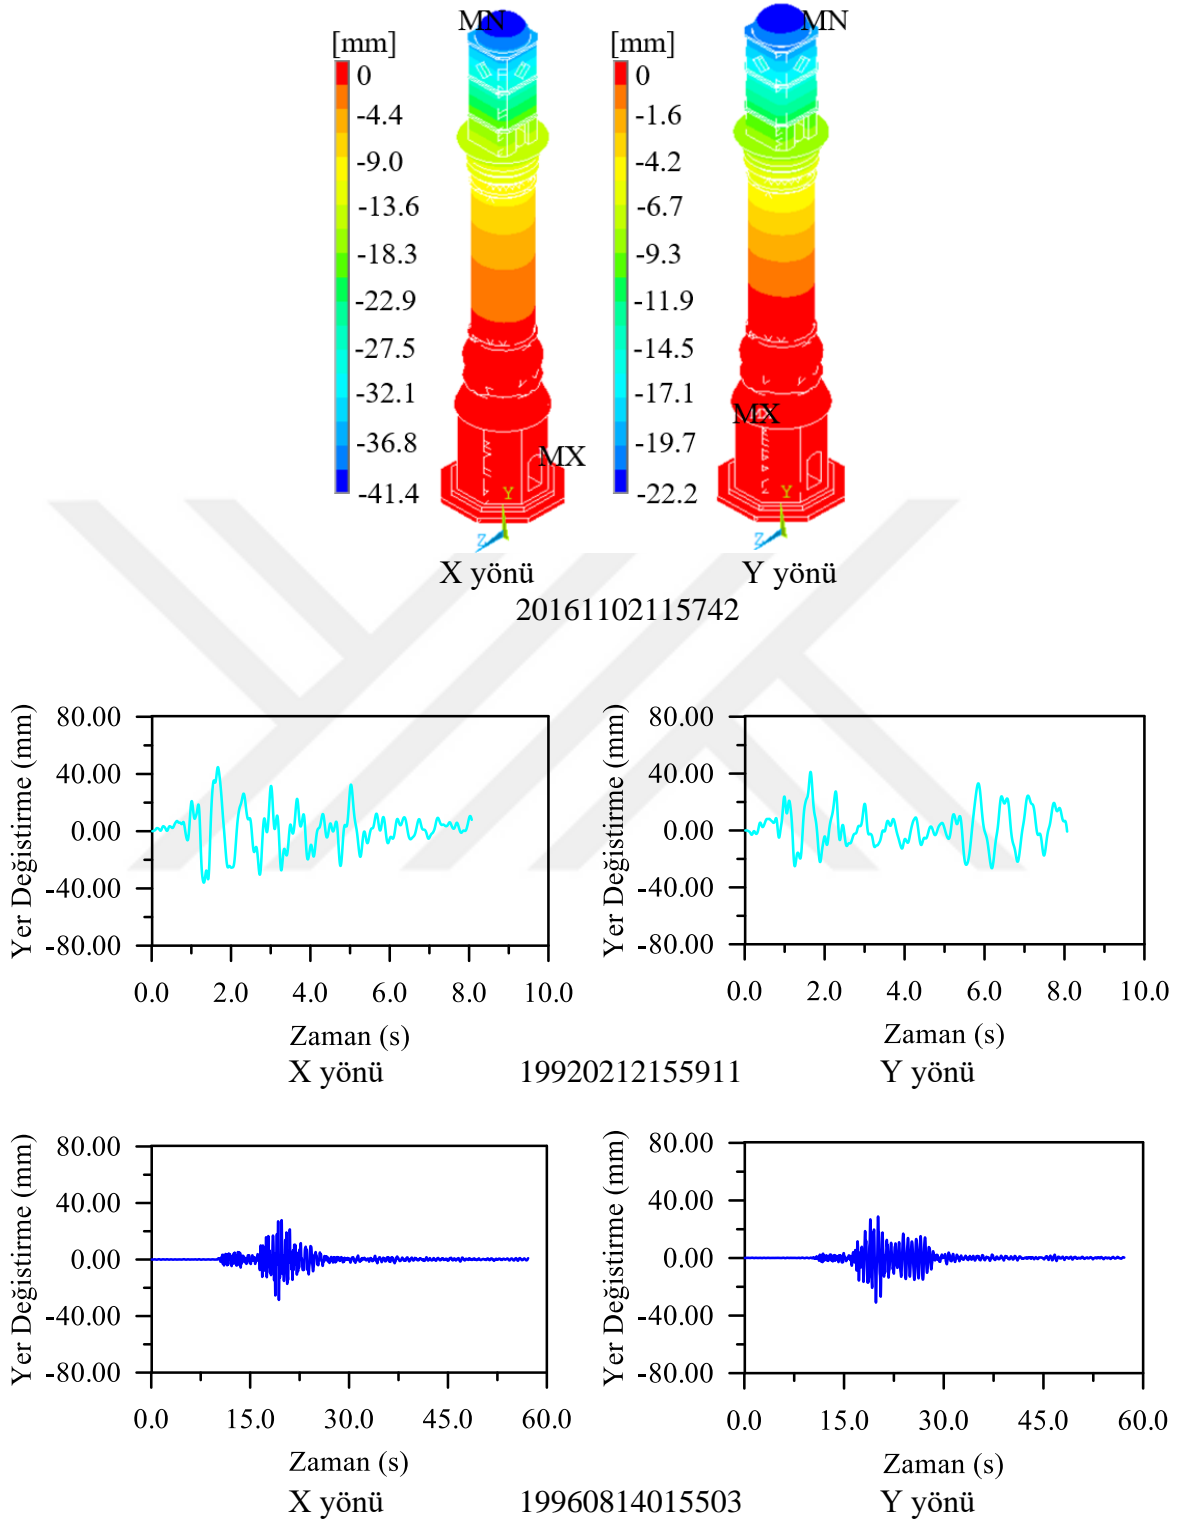 MN MN
[mm] [mm]
0 0
-4.4 -1.6
-9.0 -4.2
-13.6 -6.7
-18.3 -9.3
-22.9 -11.9
-27.5 -14.5
-32.1 -17.1
MX
-36.8 -19.7
MX
-41.4 -22.2
Y Y
Z Z
X yönü Y yönü
20161102115742
Yer Değistirme (mm) Yer Değistirme (mm)
80.00 80.00
40.00 40.00
0.00 0.00
-40.00 -40.00
-80.00 -80.00
0.0 2.0 4.0 6.0 8.0 10.0 0.0 2.0 4.0 6.0 8.0 10.0
Zaman (s) Zaman (s)
X yönü 19920212155911 Y yönü
Yer Değistirme (mm) Yer Değistirme (mm)
80.00 80.00
40.00 40.00
0.00 0.00
-40.00 -40.00
-80.00 -80.00
0.0 15.0 30.0 45.0 60.0 0.0 15.0 30.0 45.0 60.0
Zaman (s) Zaman (s)
X yönü 19960814015503 Y yönü